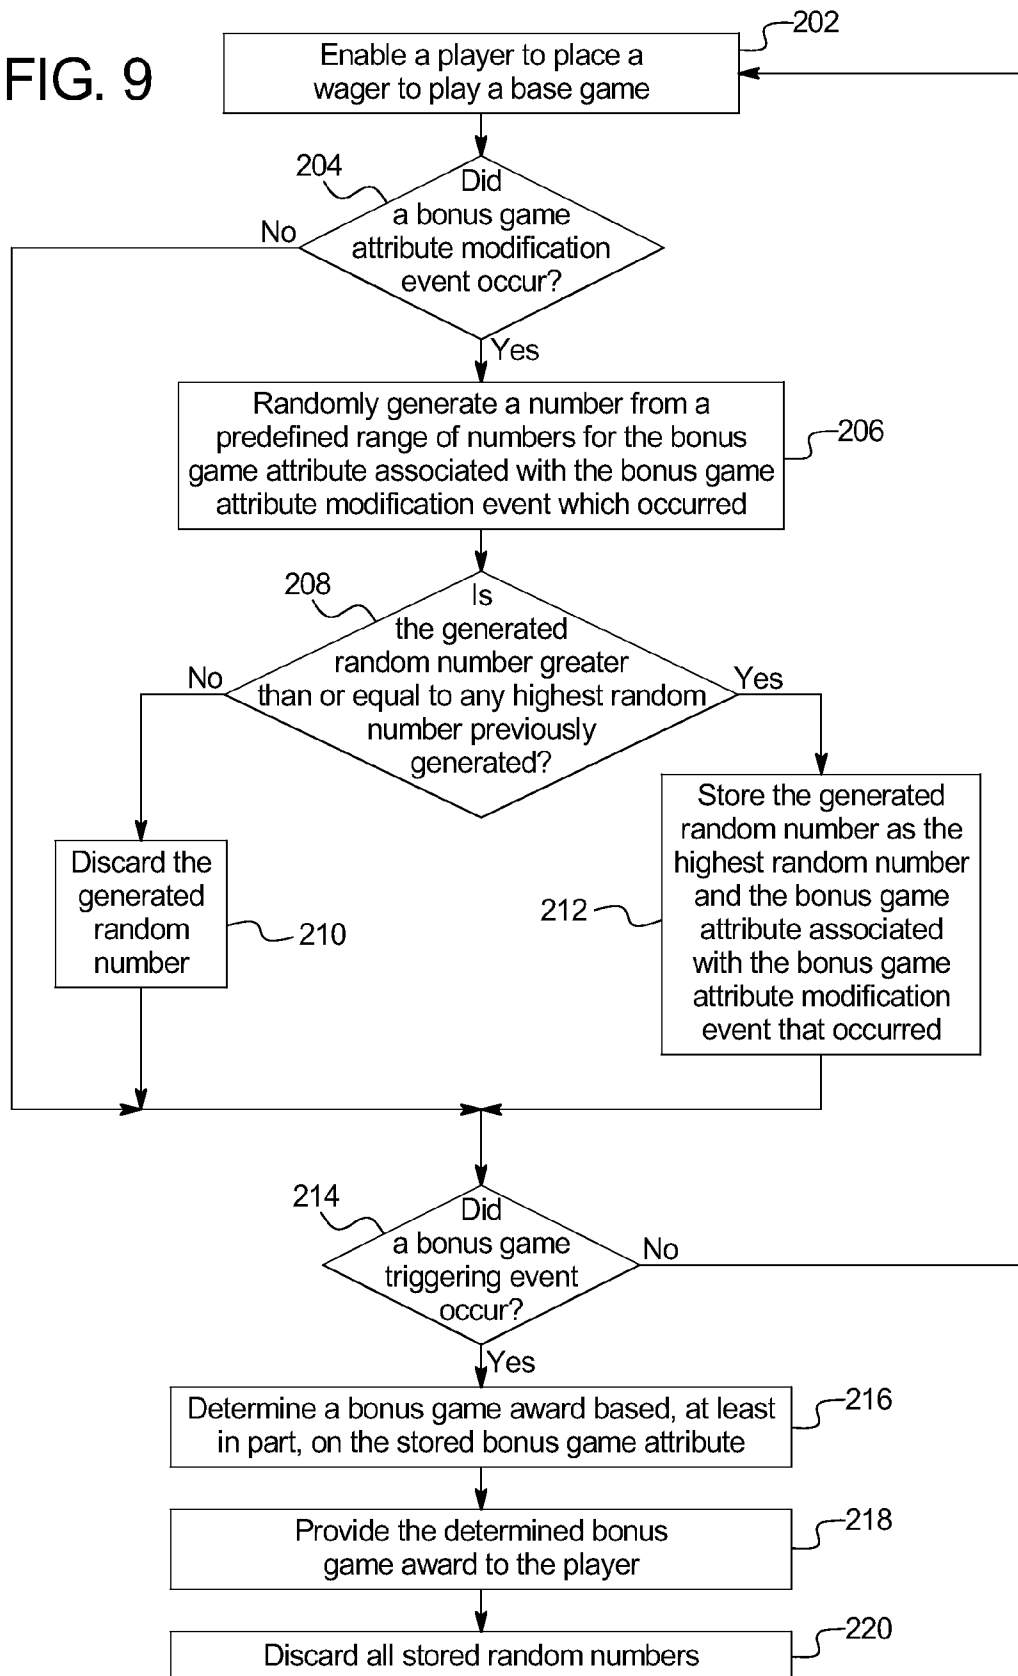 FIG. 9
202
Enable a player to place a
wager to play a base game
204
Did
a bonus game
attribute modification
event occur?
No
Yes
Randomly generate a number from a
predefined range of numbers for the bonus
game attribute associated with the bonus game
attribute modification event which occurred
206
208
Is
the generated
random number greater
than or equal to any highest random
number previously
generated?
No
Yes
Discard the
generated
random
number
210
Store the generated
random number as the
highest random number
and the bonus game
attribute associated
with the bonus game
attribute modification
event that occurred
212
214
Did
a bonus game
triggering event
occur?
No
Yes
Determine a bonus game award based, at least
in part, on the stored bonus game attribute
216
Provide the determined bonus
game award to the player
218
Discard all stored random numbers
220